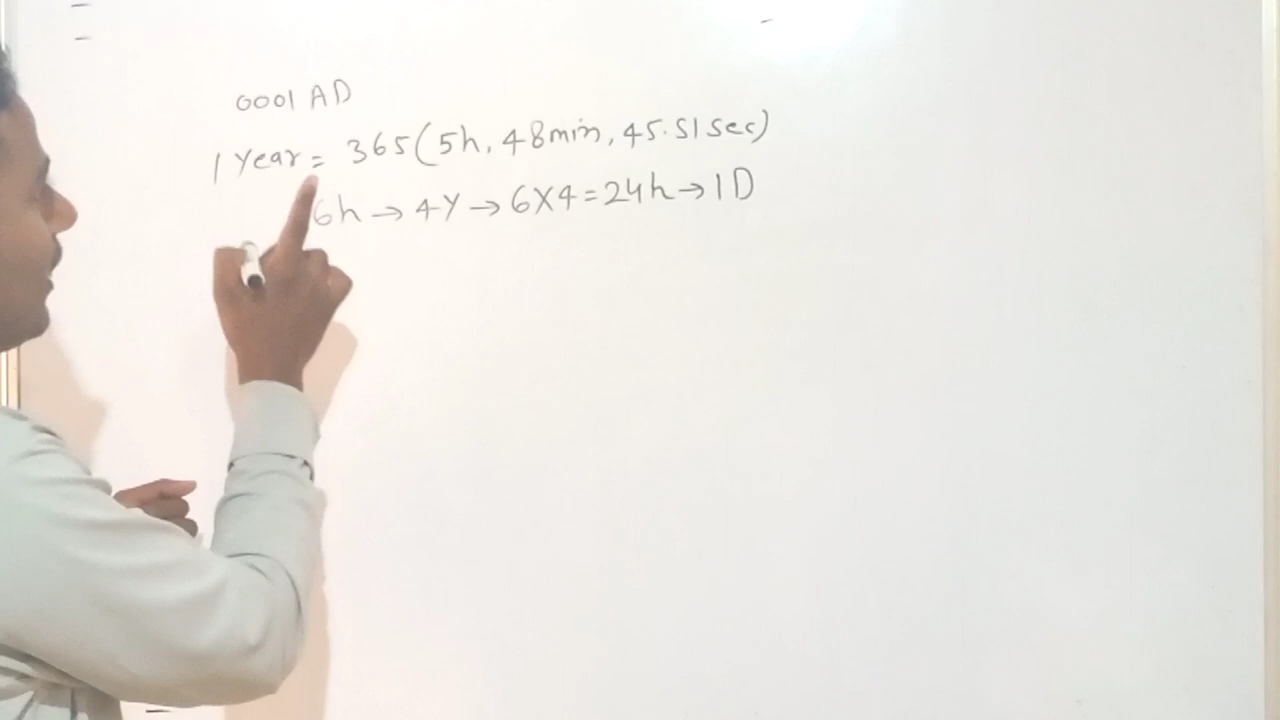 0001 AD
1 Year = 365(5h, 48min, 45.51sec)
6h → 4Y → 6X4=24h → 1D